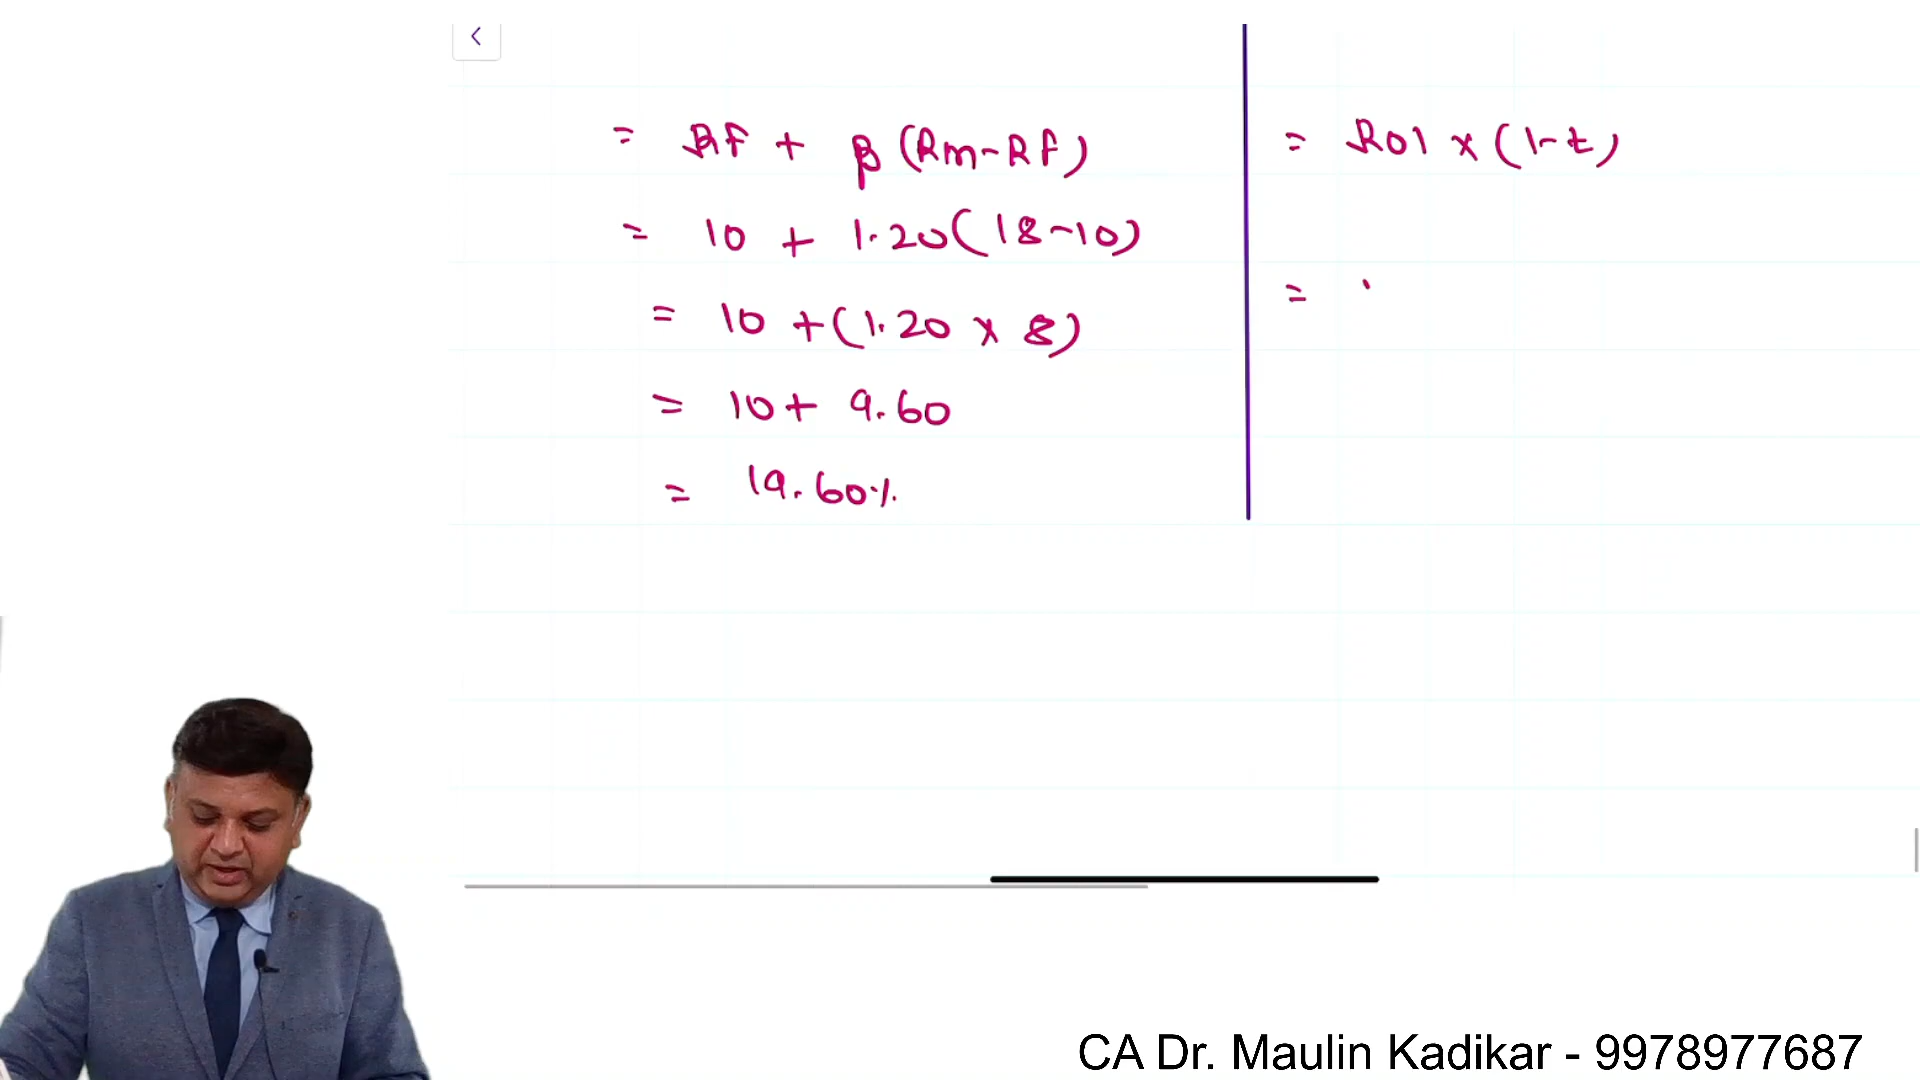 = RF + β (Rm-Rf)
= 10 + 1.20(18-10)
= 10 +(1.20 x 8)
= 10+ 9.60
= 19.60%
= ROI x (1-t)
=
CA Dr. Maulin Kadikar - 9978977687